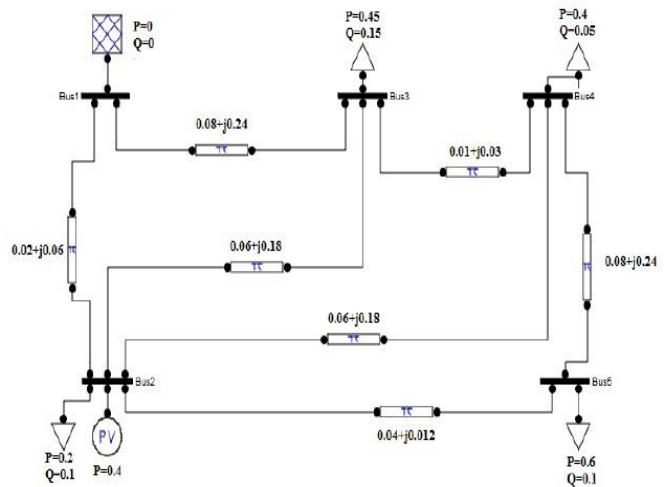 P=0
Q=0
P=0.45
Q=0.15
P=0.4
Q=0.05
Bus1
Bus3
Bus4
0.08+j0.24
0.01+j0.03
0.02+j0.06
0.06+j0.18
0.08+j0.24
0.06+j0.18
Bus2
Bus5
0.04+j0.012
PV
P=0.2
Q=0.1
P=0.4
P=0.6
Q=0.1